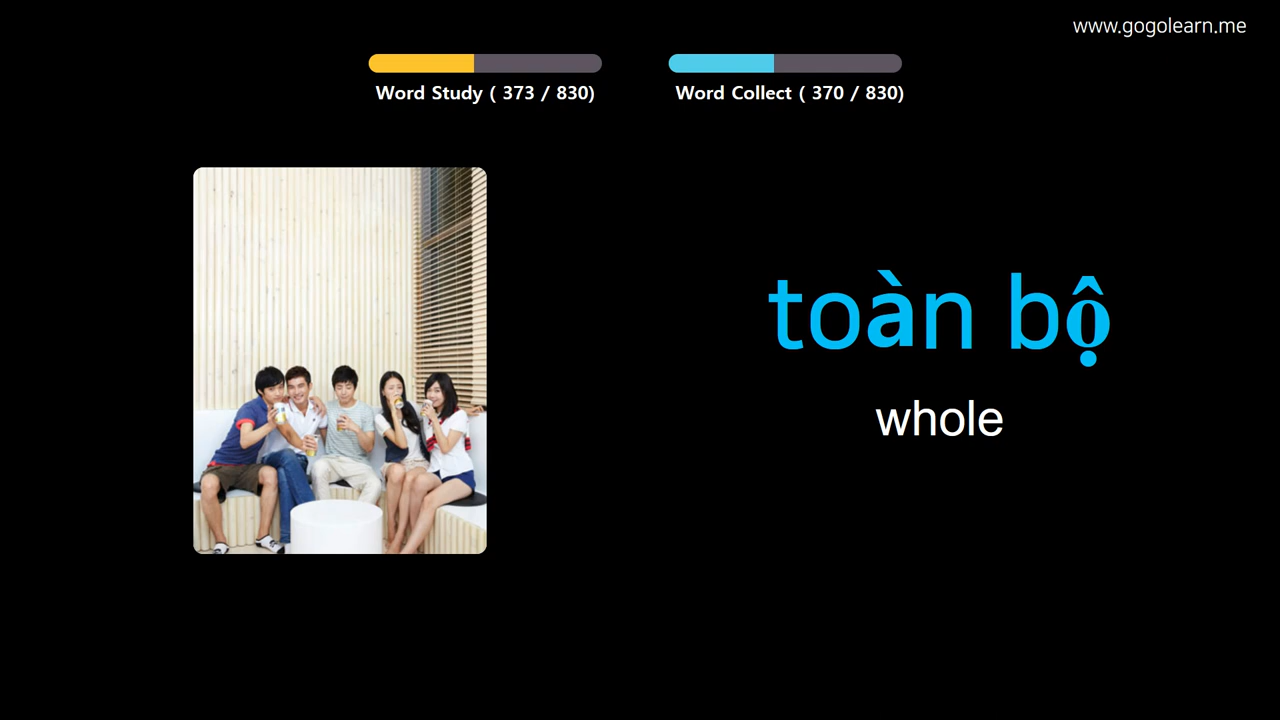 www.gogolearn.me
Word Study ( 373 / 830)
Word Collect ( 370 / 830)
toàn bộ
whole